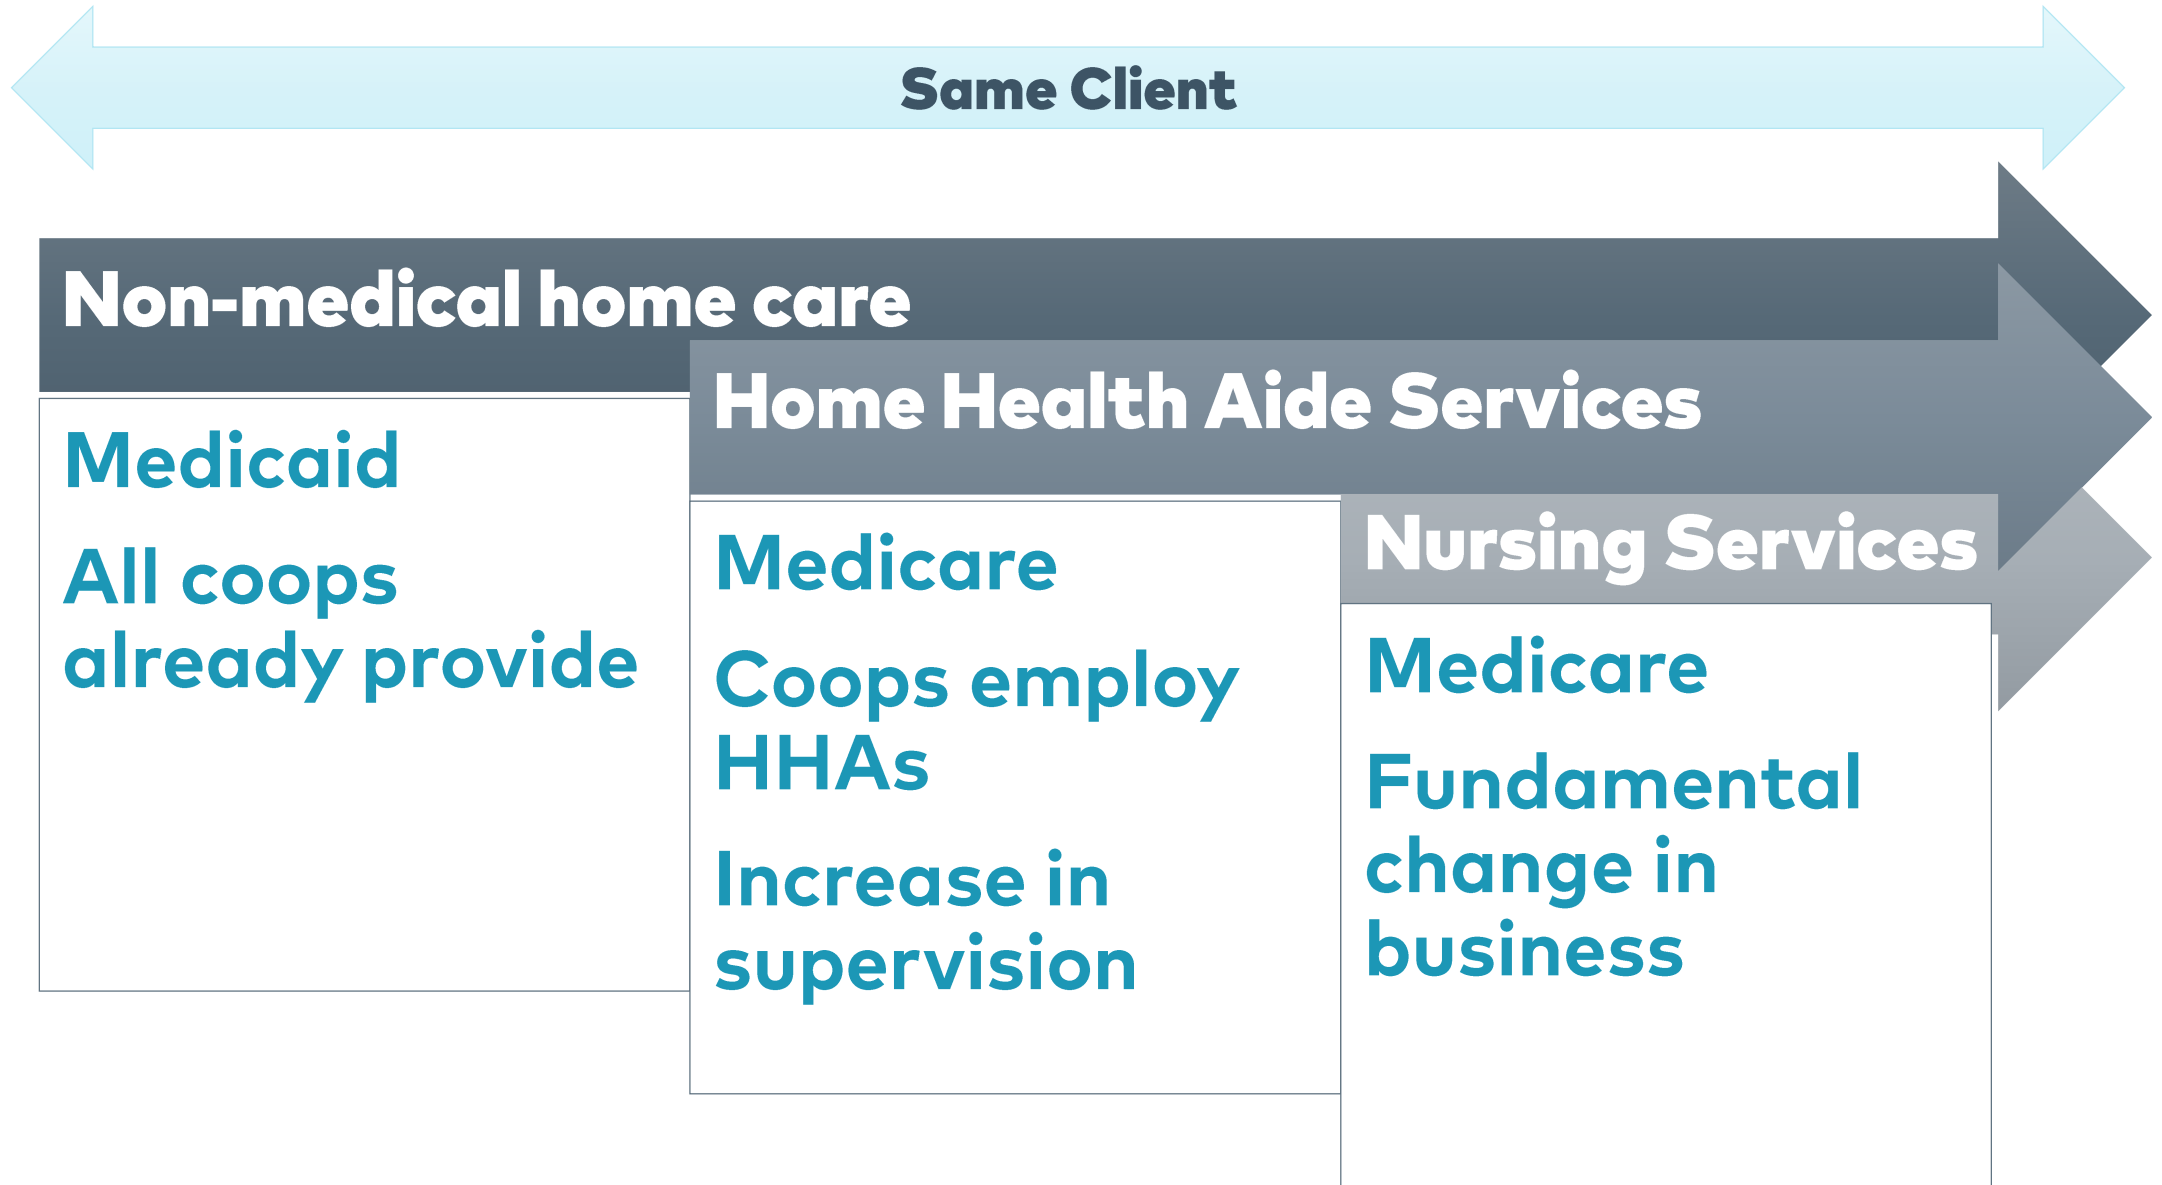 Same Client
Non-medical home care
Medicaid
All coops
already provide
Home Health Aide Services
Medicare
Coops employ
HHAs
Increase in
supervision
Nursing Services
Medicare
Fundamental
change in
business